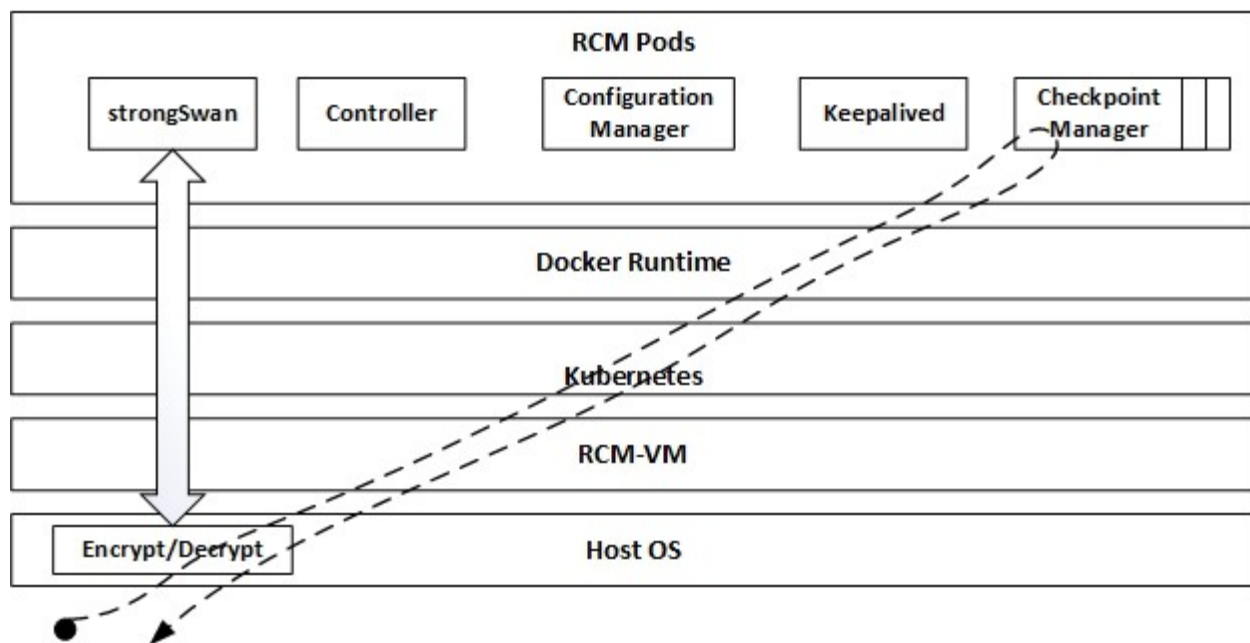 RCM Pods
strongSwan
Controller
Configuration
Manager
Keepalived
Checkpoint
Manager
Docker Runtime
Kubernetes
RCM-VM
Encrypt/Decrypt
Host OS